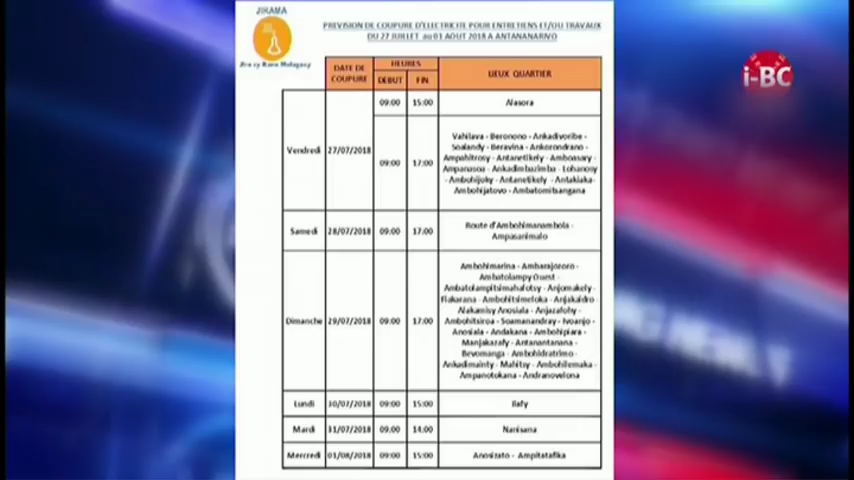 JIRAMA
Jiro sy Rano Malagasy
PREVISION DE COUPURE D'ELECTRICITE POUR ENTRETIENS ET/OU TRAVAUX
DU 27 JUILLET au 01 AOUT 2018 A ANTANANARIVO
i-BC
DATE DE COUPURE HEURES LIEUX QUARTIER
DEBUT FIN
09:00 15:00 Alasora
Vendredi 27/07/2018 09:00 17:00
Vahilava - Beronono - Ankadivoribe -
Soalandy - Beravina - Ankorondrano -
Ampahitrosy - Antanetikely - Amboasary -
Ampanasoa - Ankadimbazimba - Lohanosy
- Ambohijoky - Antanetikely - Antakiaka-
Ambohijatovo - Ambatomitsangana
Samedi 28/07/2018 09:00 17:00
Route d'Ambohimanambola -
Ampasanimalo
Dimanche 29/07/2018 09:00 17:00
Ambohimarina - Ambarajozoro -
Ambatolampy Ouest -
Ambatolampitsimahafotsy - Anjomakely -
Fiakarana - Ambohitsimeloka - Anjakaidro
- Alakamisy Anosiala - Anjazafohy -
Ambohitsiroa - Soamanandray - Ivoanjo -
Anosiala - Andakana - Ambohipiara -
Manjakarafy - Antanantanana -
Bevomanga - Ambohidratrimo -
Ankadimainty - Mahitsy - Ambohilemaka -
Ampanotokana - Andranovelona
Lundi 30/07/2018 09:00 15:00 Ilafy
Mardi 31/07/2018 09:00 14:00 Nanisana
Mercredi 01/08/2018 09:00 15:00 Anosizato - Ampitatafika